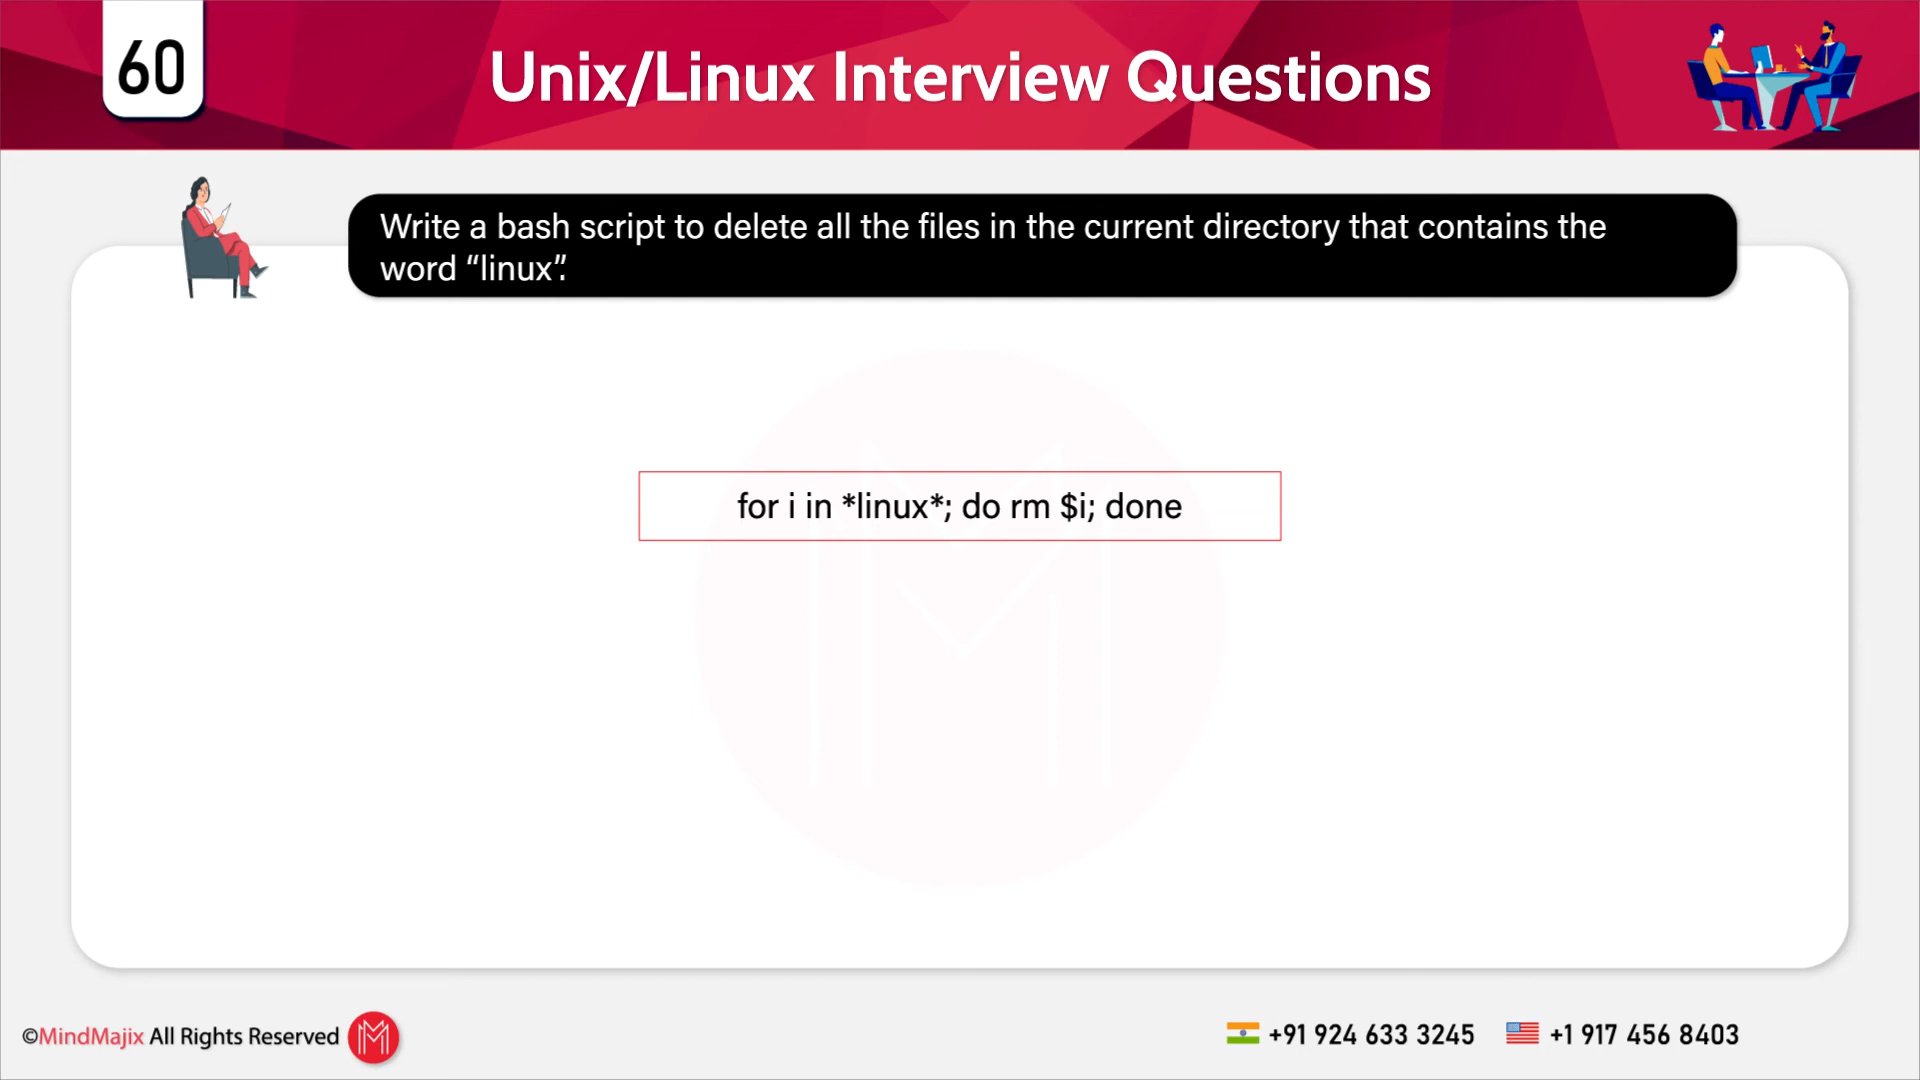 60
Unix/Linux Interview Questions
Write a bash script to delete all the files in the current directory that contains the
word “linux”.
for i in *linux*; do rm $i; done
©MindMajix All Rights Reserved
+91 924 633 3245
+1 917 456 8403